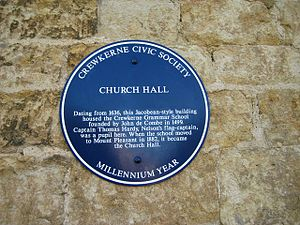 CREWKERNE CIVIC SOCIETY
CHURCH HALL
Dating from 1636, this Jacobean-style building
housed the Crewkerne Grammar School
founded by John de Combe in 1499.
Captain Thomas Hardy, Nelson's flag-captain,
was a pupil here. When the school moved
to Mount Pleasant in 1882, it became
the Church Hall.
MILLENNIUM YEAR